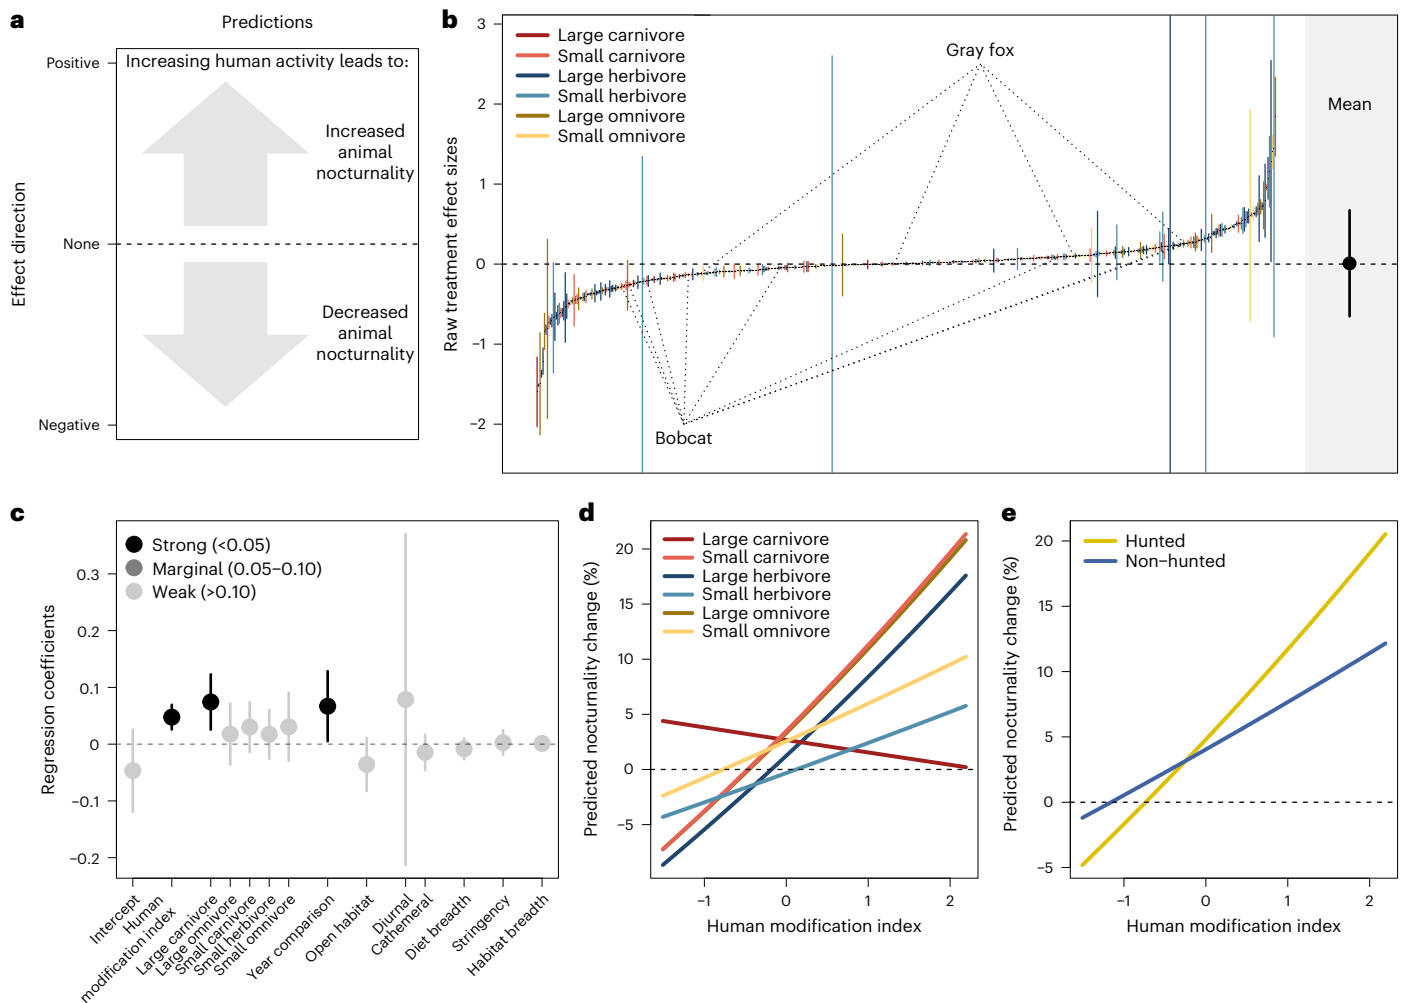 a
Predictions
Effect direction
Positive
None
Negative
Increasing human activity leads to:
Increased
animal
nocturnality
Decreased
animal
nocturnality
b
Raw treatment effect sizes
3
2
1
0
−1
−2
Large carnivore
Small carnivore
Large herbivore
Small herbivore
Large omnivore
Small omnivore
Gray fox
Bobcat
Mean
c
Regression coefficients
0.3
0.2
0.1
0
−0.1
−0.2
Strong (<0.05)
Marginal (0.05–0.10)
Weak (>0.10)
Intercept
Human
modification index
Large carnivore
Large omnivore
Small carnivore
Small herbivore
Small omnivore
Year comparison
Open habitat
Diurnal
Cathemeral
Diet breadth
Stringency
Habitat breadth
d
Predicted nocturnality change (%)
20
15
10
5
0
−5
Large carnivore
Small carnivore
Large herbivore
Small herbivore
Large omnivore
Small omnivore
−1
0
1
2
Human modification index
e
Predicted nocturnality change (%)
20
15
10
5
0
−5
Hunted
Non−hunted
−1
0
1
2
Human modification index